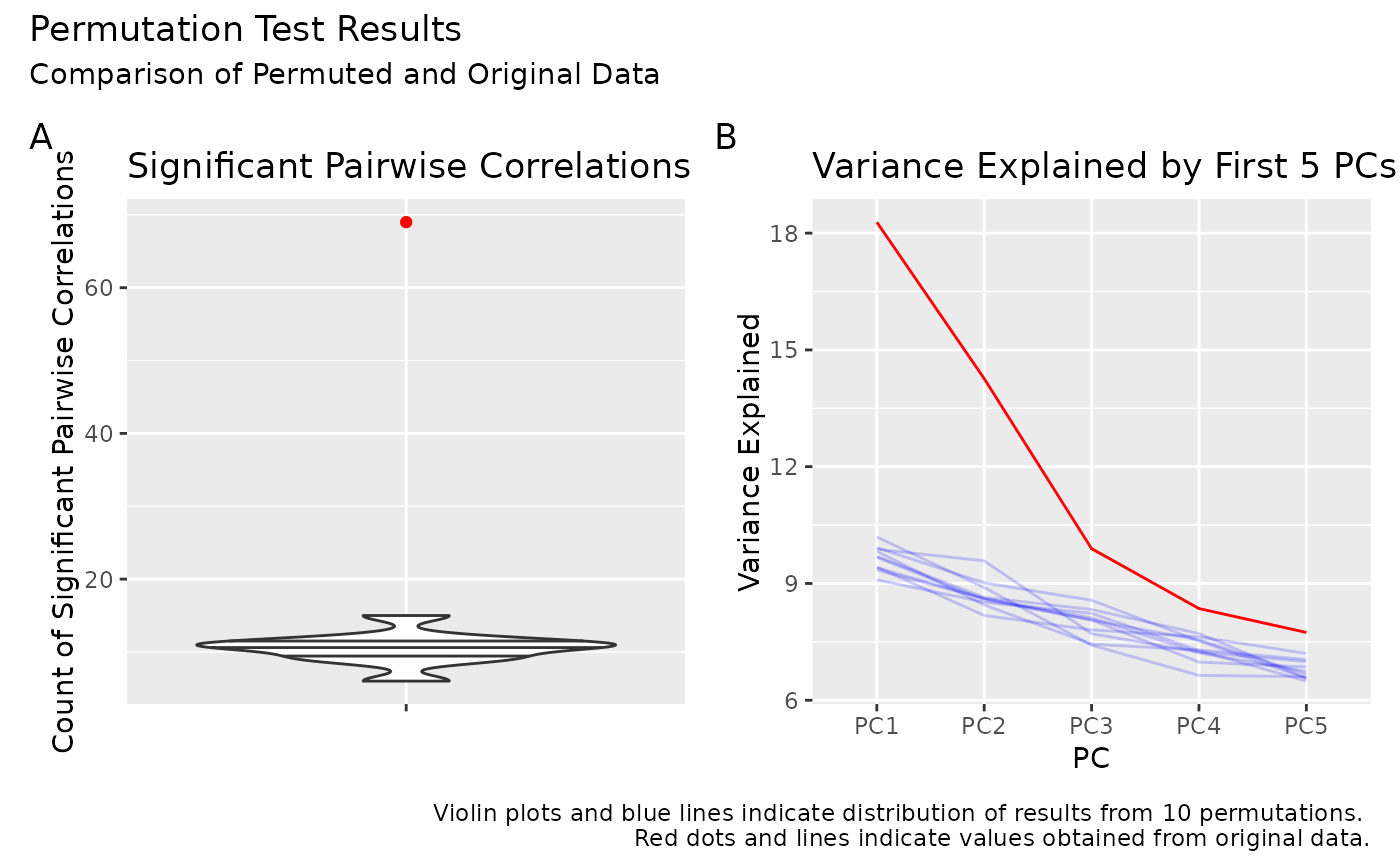 Permutation Test Results
Comparison of Permuted and Original Data
A
Significant Pairwise Correlations
Count of Significant Pairwise Correlations
60
40
20
B
Variance Explained by First 5 PCs
Variance Explained
18
15
12
9
6
PC1 PC2 PC3 PC4 PC5
PC
Violin plots and blue lines indicate distribution of results from 10 permutations.
Red dots and lines indicate values obtained from original data.